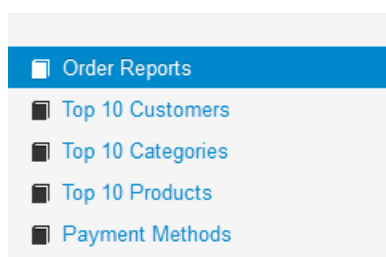 Order Reports
Top 10 Customers
Top 10 Categories
Top 10 Products
Payment Methods